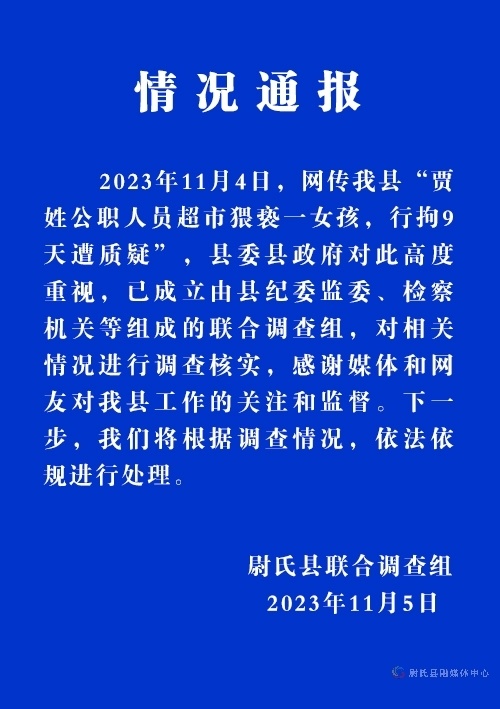 情况通报
2023年11月4日，网传我县“贾
姓公职人员超市猥亵一女孩，行拘9
天遭质疑”，县委县政府对此高度
重视，已成立由县纪委监委、检察
机关等组成的联合调查组，对相关
情况进行调查核实，感谢媒体和网
友对我县工作的关注和监督。下一
步，我们将根据调查情况，依法依
规进行处理。
尉氏县联合调查组
2023年11月5日
尉氏县融媒体中心